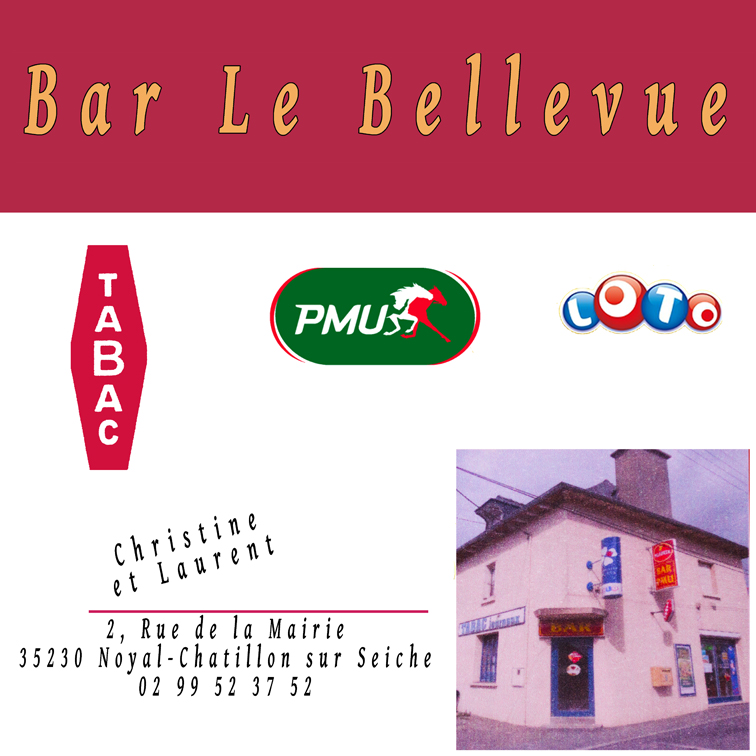 Bar Le Bellevue
TABAC
PMU
LOTO
Christine
et Laurent
2, Rue de la Mairie
35230 Noyal-Chatillon sur Seiche
02 99 52 37 52
BAR
PMU
BAR